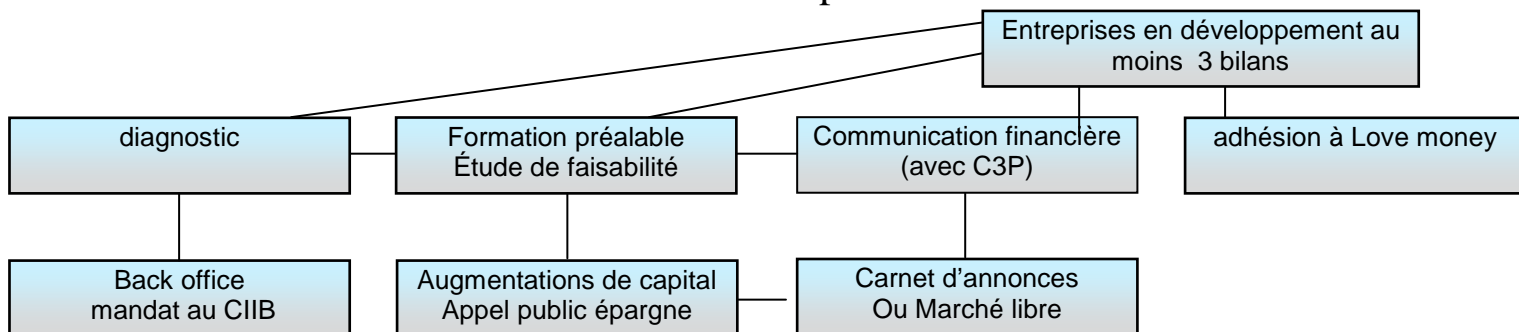 Entreprises en développement au
moins 3 bilans
diagnostic
Formation préalable
Étude de faisabilité
Communication financière
(avec C3P)
adhésion à Love money
Back office
mandat au CIIB
Augmentations de capital
Appel public épargne
Carnet d’annonces
Ou Marché libre